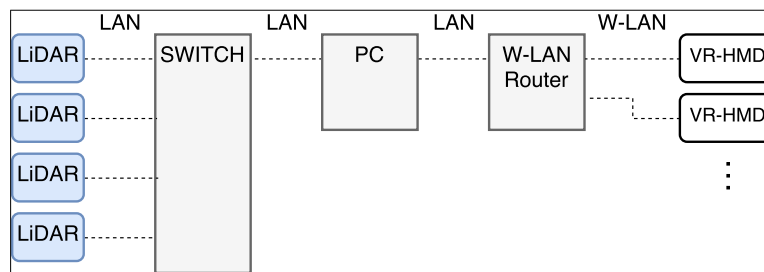 LAN LAN LAN W-LAN
LiDAR SWITCH PC W-LAN Router VR-HMD
LiDAR VR-HMD
LiDAR
LiDAR